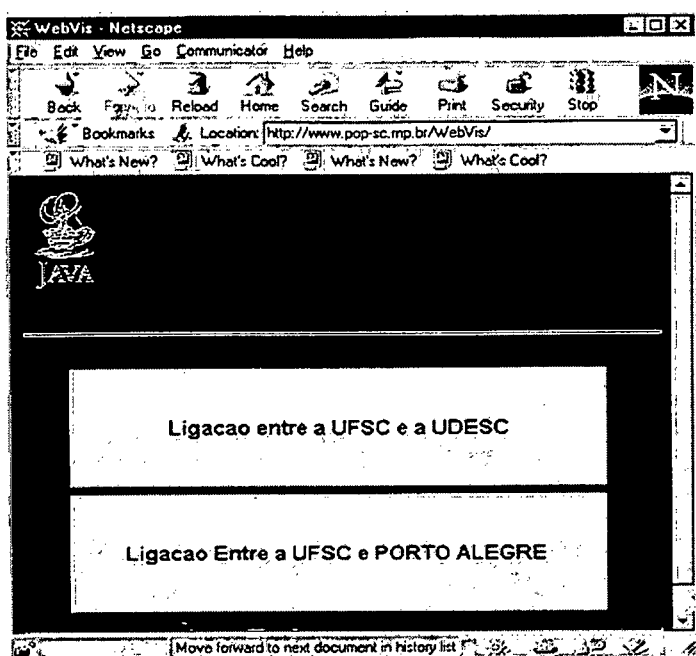 WebVis - Netscape
File Edit View Go Communicator Help
Back Reload Home Search Guide Print Security Stop
N
Bookmarks Location: http://www.pop-sc.rnp.br/WebVis/
What's New? What's Cool? What's New? What's Cool?
JAVA
Ligacao entre a UFSC e a UDESC
Ligacao Entre a UFSC e PORTO ALEGRE
Move forward to next document in history list